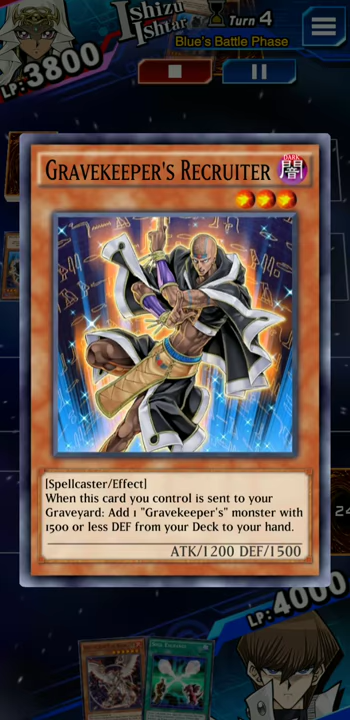 Ishizu
Ishtar
Turn 4
Blue's Battle Phase
LP: 3800
GRAVEKEEPER'S RECRUITER
DARK
闇
[Spellcaster/Effect]
When this card you control is sent to your
Graveyard: Add 1 "Gravekeeper's" monster with
1500 or less DEF from your Deck to your hand.
ATK/1200 DEF/1500
24
LP: 4000